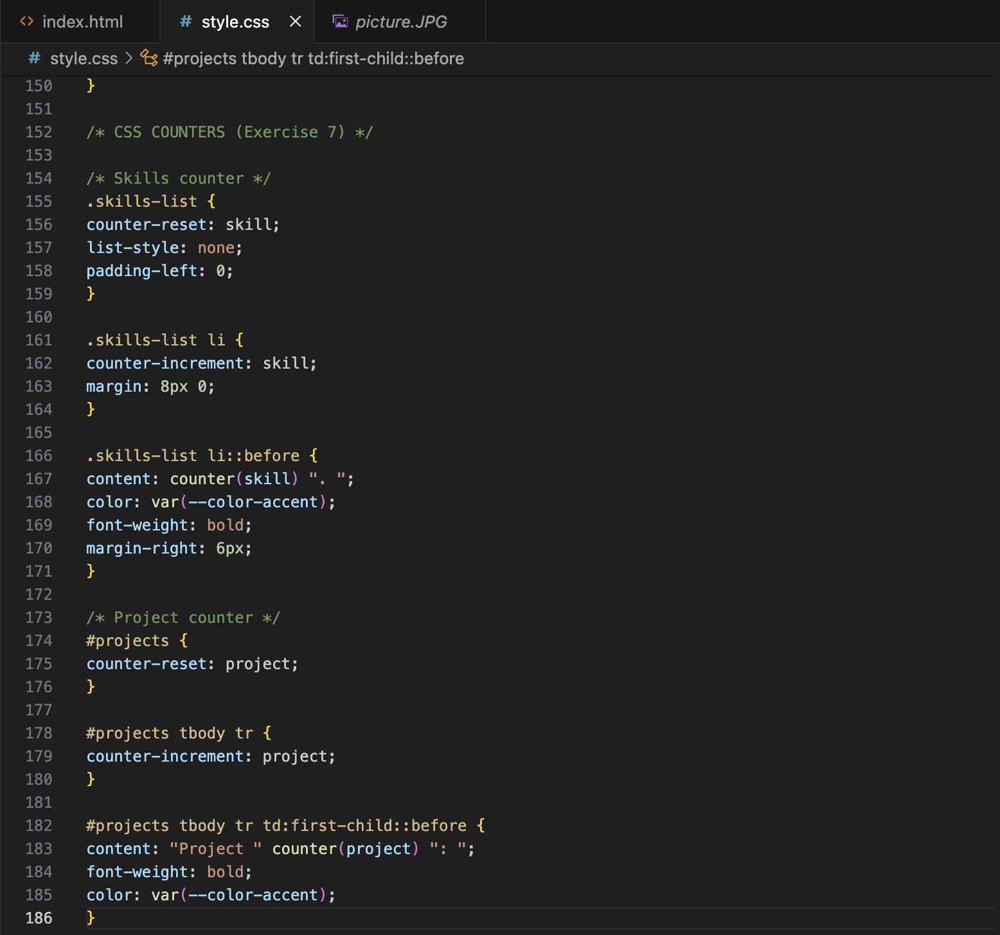 index.html style.css picture.JPG
style.css > #projects tbody tr td:first-child::before
150 }
151
152 /* CSS COUNTERS (Exercise 7) */
153
154 /* Skills counter */
155 .skills-list {
156 counter-reset: skill;
157 list-style: none;
158 padding-left: 0;
159 }
160
161 .skills-list li {
162 counter-increment: skill;
163 margin: 8px 0;
164 }
165
166 .skills-list li::before {
167 content: counter(skill) ". ";
168 color: var(--color-accent);
169 font-weight: bold;
170 margin-right: 6px;
171 }
172
173 /* Project counter */
174 #projects {
175 counter-reset: project;
176 }
177
178 #projects tbody tr {
179 counter-increment: project;
180 }
181
182 #projects tbody tr td:first-child::before {
183 content: "Project " counter(project) ": ";
184 font-weight: bold;
185 color: var(--color-accent);
186 }